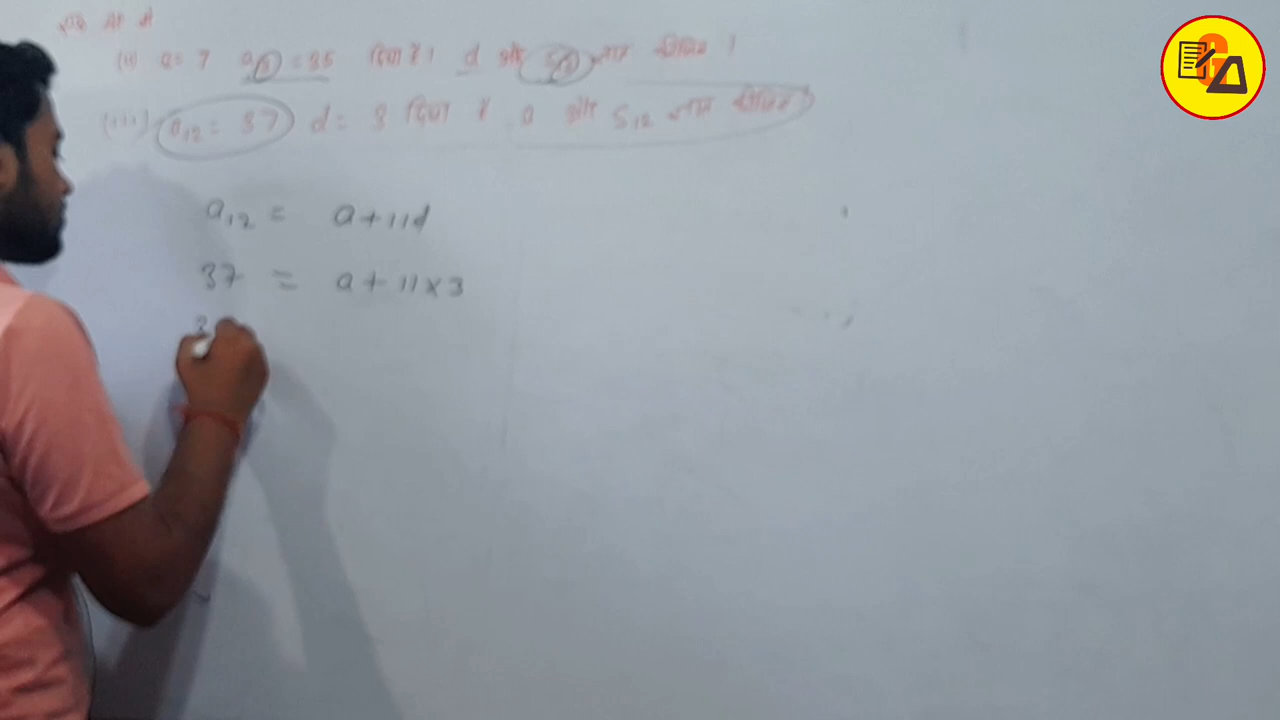 (ii) a = 7 a = 35 दिया है। d और ज्ञात कीजिए।
(iii) a₁₂ = 37 d = 3 दिया है a और S₁₂ ज्ञात कीजिए
a₁₂ = a + 11d
37 = a + 11 × 3